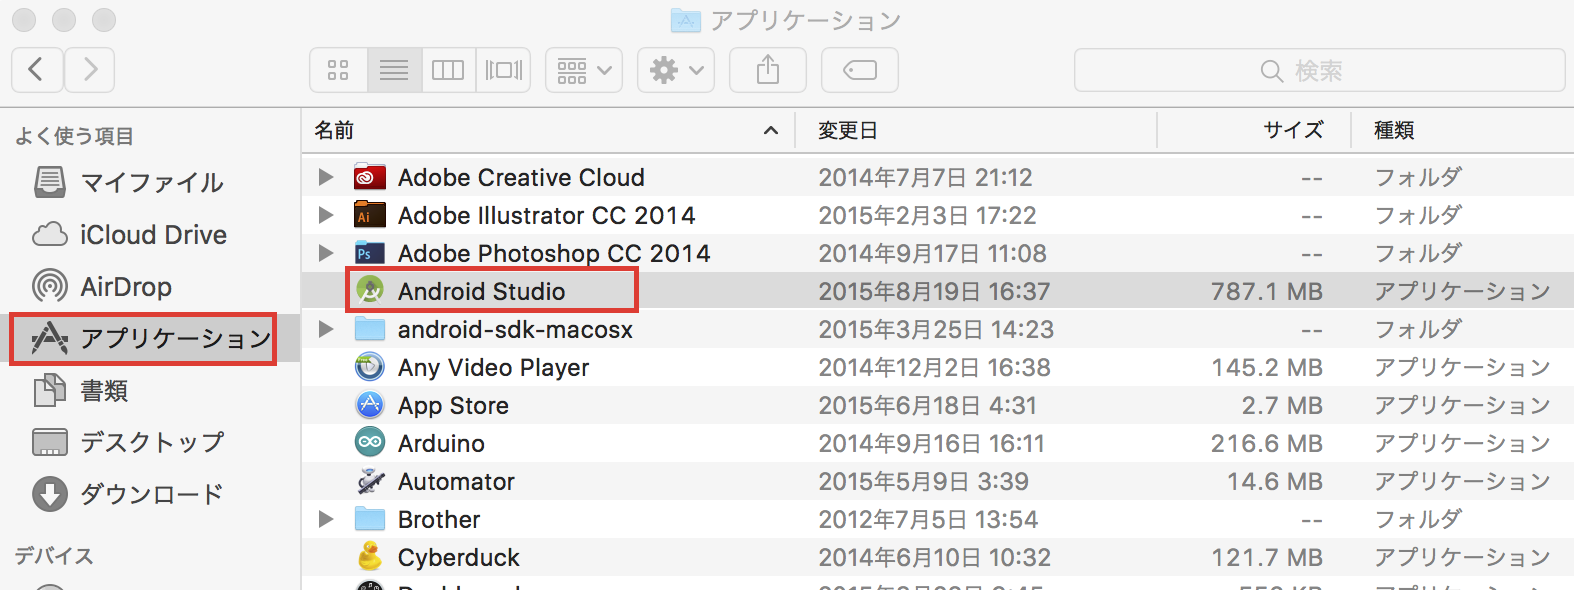 アプリケーション
検索
よく使う項目
マイファイル
iCloud Drive
AirDrop
アプリケーション
書類
デスクトップ
ダウンロード
デバイス
名前 変更日 サイズ 種類
Adobe Creative Cloud 2014年7月7日 21:12 -- フォルダ
Adobe Illustrator CC 2014 2015年2月3日 17:22 -- フォルダ
Adobe Photoshop CC 2014 2014年9月17日 11:08 -- フォルダ
Android Studio 2015年8月19日 16:37 787.1 MB アプリケーション
android-sdk-macosx 2015年3月25日 14:23 -- フォルダ
Any Video Player 2014年12月2日 16:38 145.2 MB アプリケーション
App Store 2015年6月18日 4:31 2.7 MB アプリケーション
Arduino 2014年9月16日 16:11 216.6 MB アプリケーション
Automator 2015年5月9日 3:39 14.6 MB アプリケーション
Brother 2012年7月5日 13:54 -- フォルダ
Cyberduck 2014年6月10日 10:32 121.7 MB アプリケーション